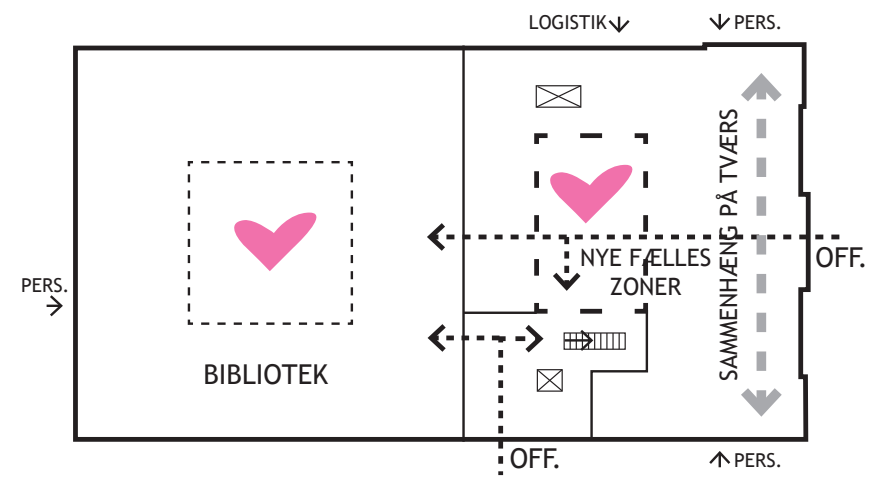 LOGISTIK
PERS.
SAMMENHÆNG PÅ TVÆRS
NYE FÆLLES
ZONER
OFF.
PERS.
BIBLIOTEK
OFF.
PERS.